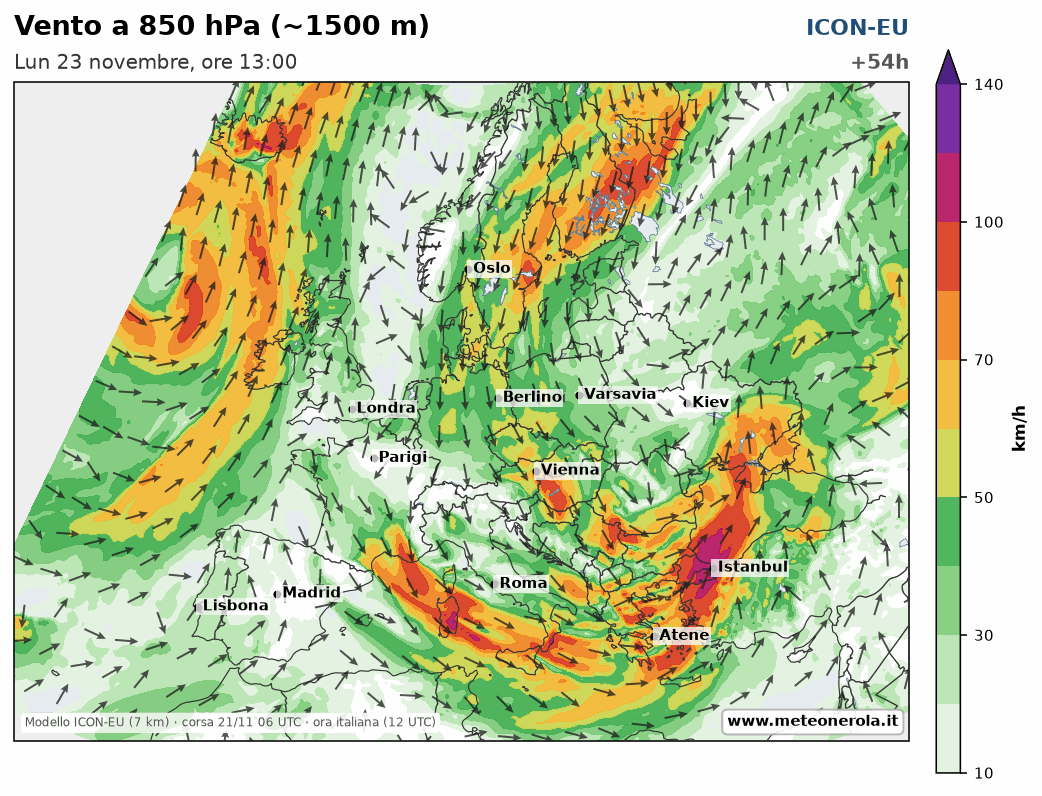 Vento a 850 hPa (~1500 m)
ICON-EU
Lun 23 novembre, ore 13:00
+54h
140
100
70
50
30
10
km/h
Oslo
Londra
Berlino
Varsavia
Kiev
Parigi
Vienna
Istanbul
Roma
Madrid
Lisbona
Atene
Modello ICON-EU (7 km) · corsa 21/11 06 UTC · ora italiana (12 UTC)
www.meteonerola.it